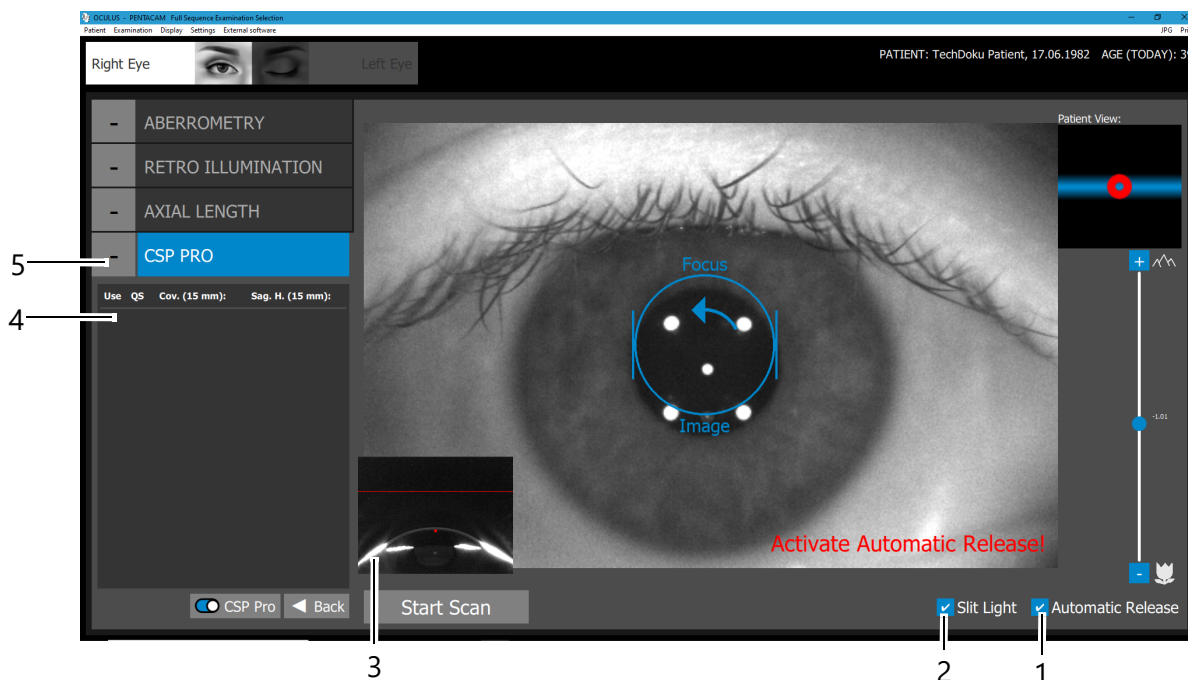 OCULUS - PENTACAM Full Sequence Examination Selection
Patient Examination Display Settings External software JPG Pri
Right Eye Left Eye PATIENT: TechDoku Patient, 17.06.1982 AGE (TODAY): 39
- ABERROMETRY
Patient View:
- RETRO ILLUMINATION
- AXIAL LENGTH
- CSP PRO
5
+
Focus
Use QS Cov. (15 mm): Sag. H. (15 mm):
4
-1.01
Image
Activate Automatic Release!
-
CSP Pro Back Start Scan Slit Light Automatic Release
3 2 1